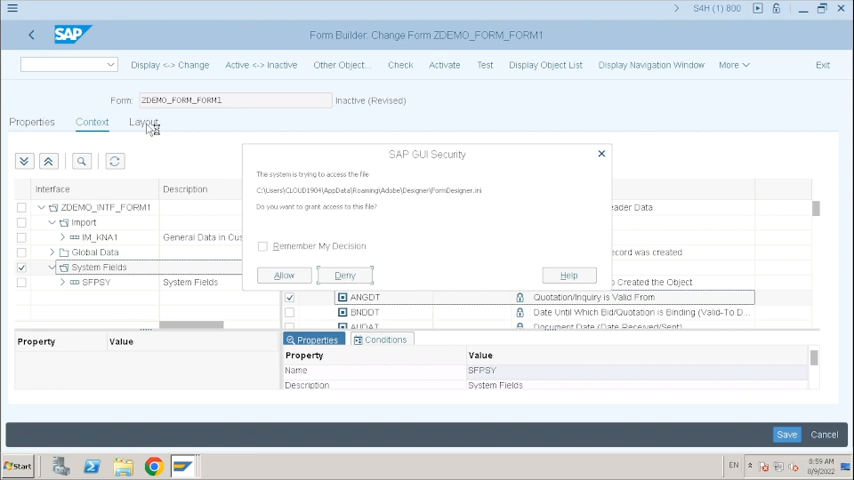 S4H (1) 800
SAP
Form Builder: Change Form ZDEMO_FORM_FORM1
Display <-> Change
Active <-> Inactive
Other Object...
Check
Activate
Test
Display Object List
Display Navigation Window
More
Exit
Form:
ZDEMO_FORM_FORM1
Inactive (Revised)
Properties
Context
Layout
SAP GUI Security
The system is trying to access the file
C:\Users\CLOUD1904\AppData\Roaming\Adobe\Designer\FormDesigner.ini
Do you want to grant access to this file?
Remember My Decision
Allow
Deny
Help
Interface
Description
ZDEMO_INTF_FORM1
Import
IM_KNA1
General Data in Cus
Global Data
System Fields
SFPSY
System Fields
eader Data
ecord was created
o Created the Object
ANGDT
Quotation/Inquiry is Valid From
BNDDT
Date Until Which Bid/Quotation is Binding (Valid-To D...
AUDAT
Document Date (Date Received/Sent)
Property
Value
Properties
Conditions
Property
Value
Name
SFPSY
Description
System Fields
Save
Cancel
Start
EN
8:59 AM
8/9/2022